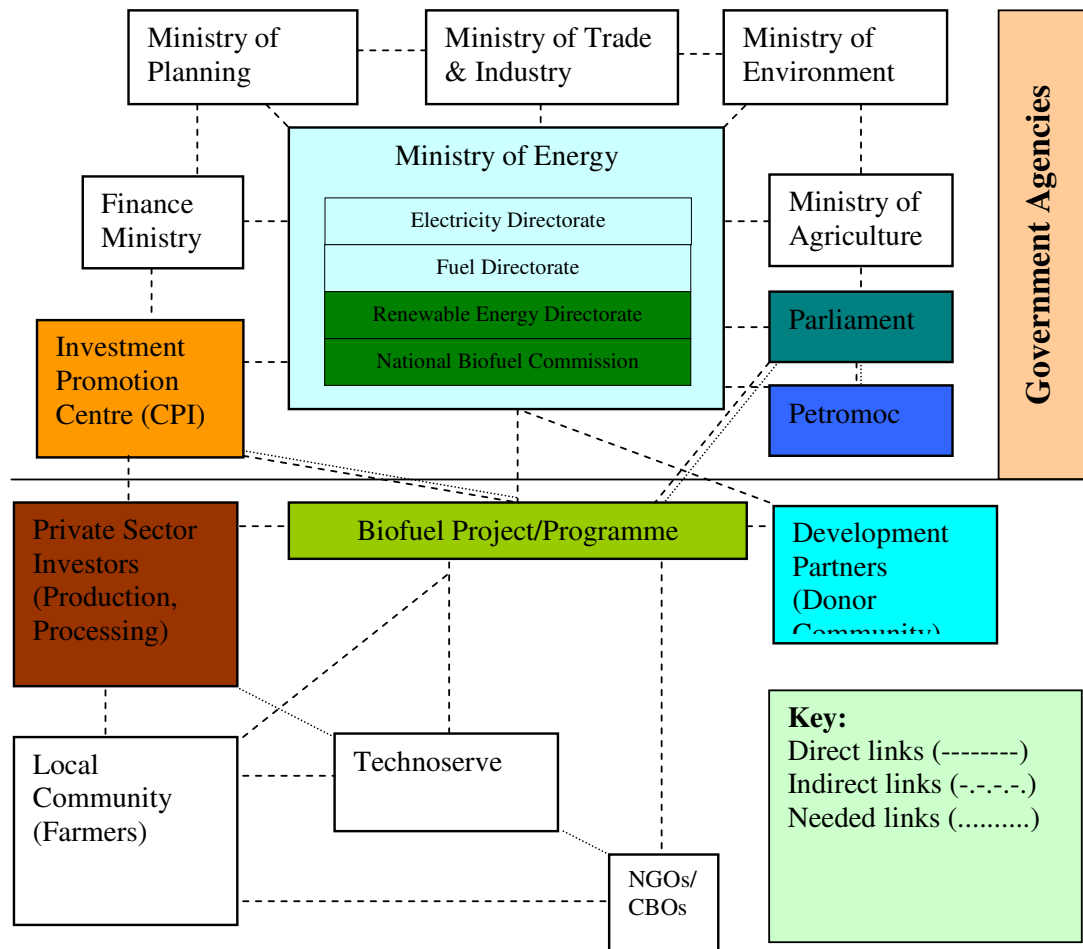 Ministry of
Planning
Ministry of Trade
& Industry
Ministry of
Environment
Government Agencies
Ministry of Energy
Electricity Directorate
Fuel Directorate
Renewable Energy Directorate
National Biofuel Commission
Finance
Ministry
Ministry of
Agriculture
Investment
Promotion
Centre (CPI)
Parliament
Petromoc
Private Sector
Investors
(Production,
Processing)
Biofuel Project/Programme
Development
Partners
(Donor
Community)
Local
Community
(Farmers)
Technoserve
NGOs/
CBOs
Key:
Direct links (--------)
Indirect links (-.-.-.-.)
Needed links (..........)